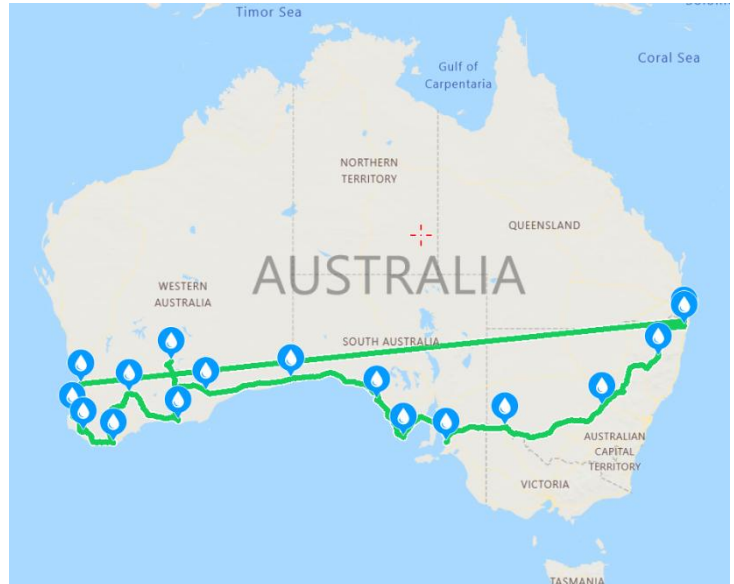 Timor Sea
Gulf of
Carpentaria
Coral Sea
NORTHERN
TERRITORY
QUEENSLAND
AUSTRALIA
WESTERN
AUSTRALIA
SOUTH AUSTRALIA
AUSTRALIAN
CAPITAL
TERRITORY
VICTORIA
TASMANIA